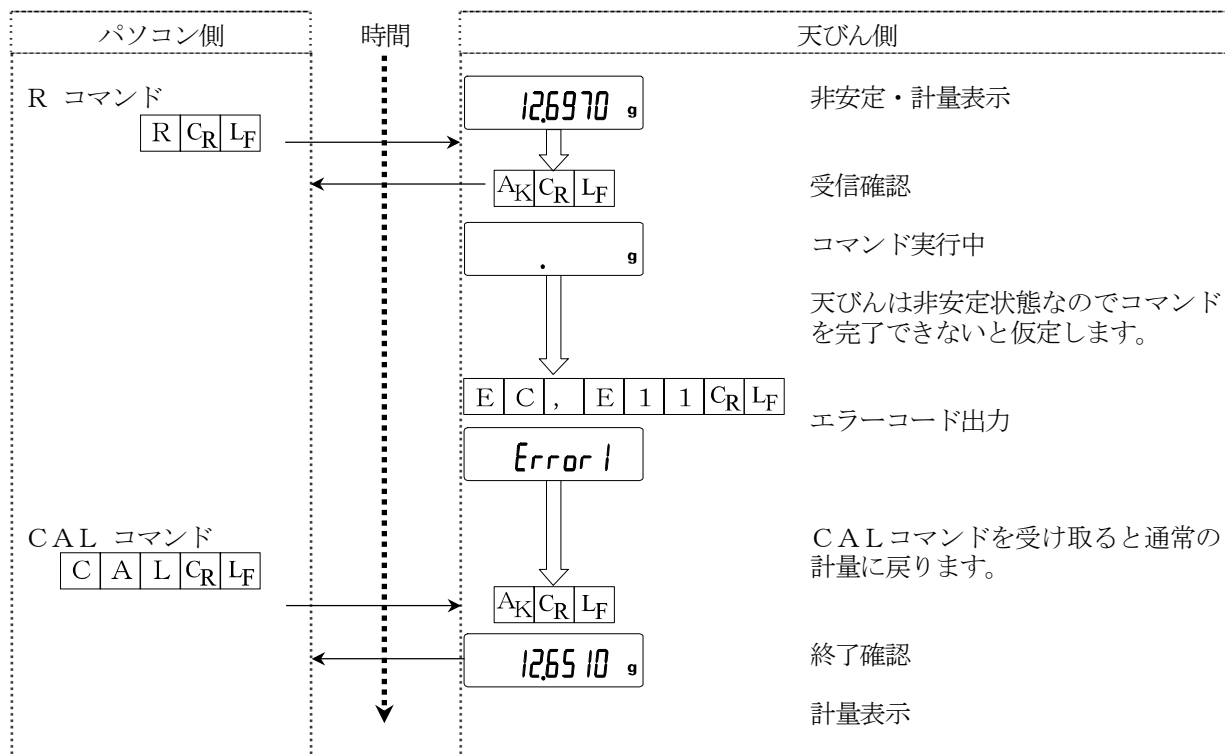 パソコン側 時間 天びん側
R コマンド
R CR LF
12.6970 g 非安定・計量表示
AK CR LF 受信確認
. g コマンド実行中
天びんは非安定状態なのでコマンド
を完了できないと仮定します。
E C , E 1 1 CR LF エラーコード出力
Error 1
CAL コマンド
C A L CR LF
CALコマンドを受け取ると通常の
計量に戻ります。
AK CR LF
12.6510 g 終了確認
計量表示